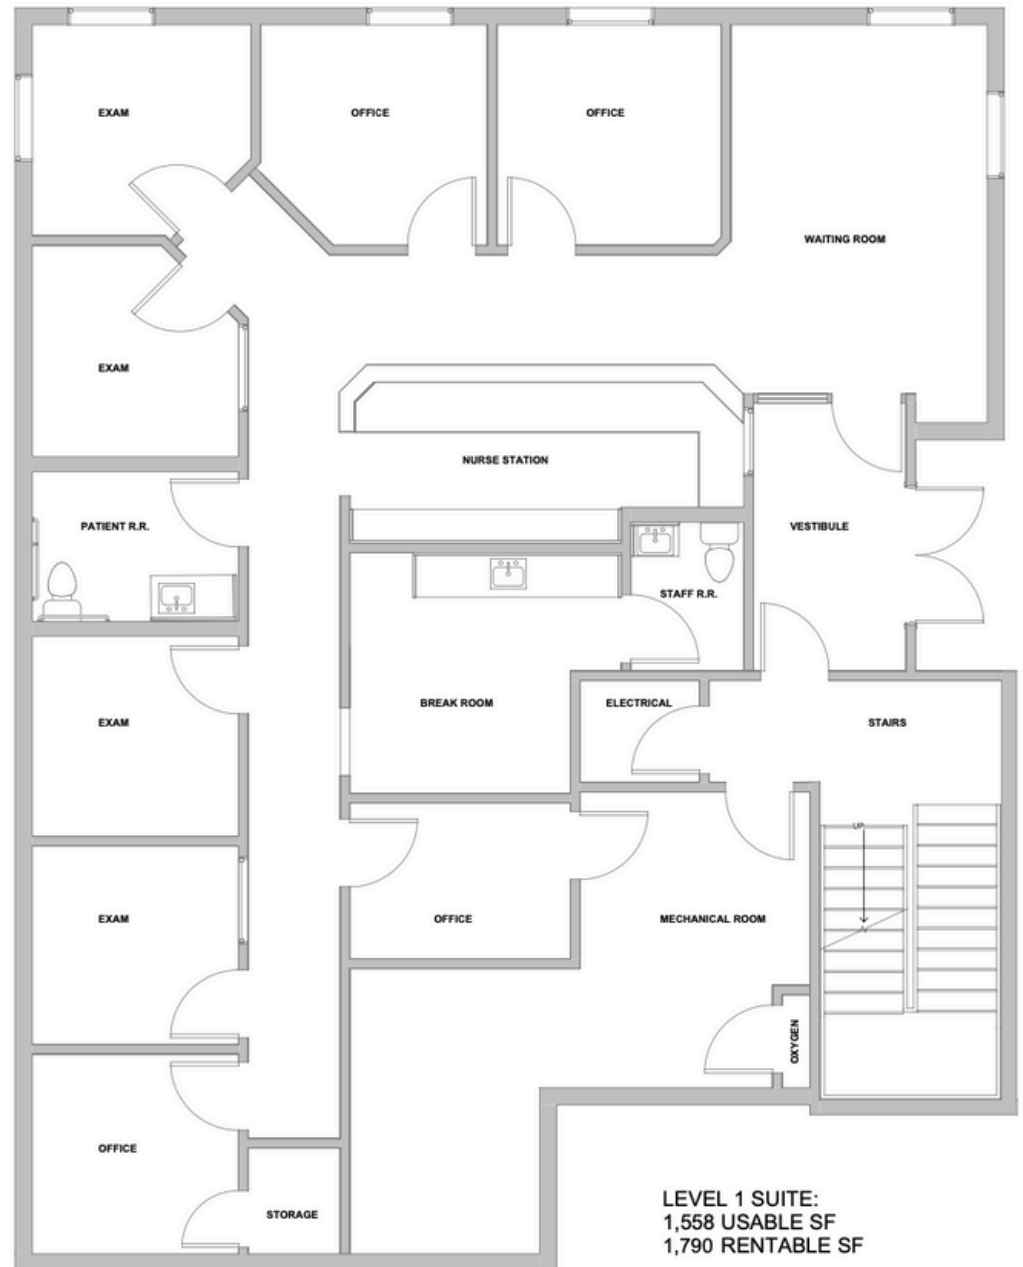 EXAM
OFFICE
OFFICE
WAITING ROOM
EXAM
NURSE STATION
PATIENT R.R.
VESTIBULE
STAFF R.R.
EXAM
BREAK ROOM
ELECTRICAL
STAIRS
UP
EXAM
OFFICE
MECHANICAL ROOM
OXYGEN
OFFICE
STORAGE
LEVEL 1 SUITE:
1,558 USABLE SF
1,790 RENTABLE SF